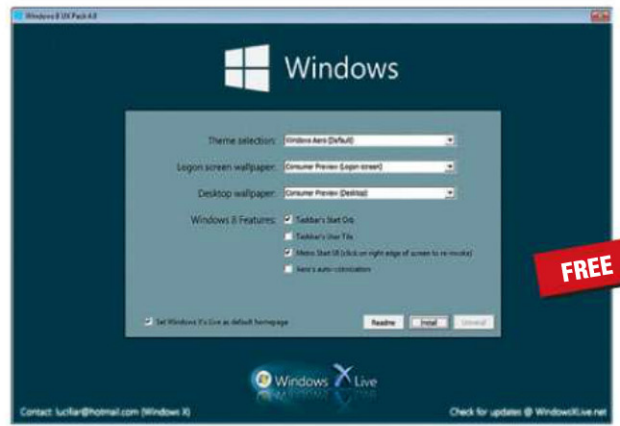 Windows 8 UX Pack 4.0
Windows
Theme selection: Windows Aero (Default)
Logon screen wallpaper: Consumer Preview (Logon screen)
Desktop wallpaper: Consumer Preview (Desktop)
Windows 8 Features: Taskbar's Start Orb
Taskbar's User Tile
Metro Start UI (click on right edge of screen to re-invoke)
Aero's auto-colorization
FREE
Set Windows X's Live as default homepage
Readme Install Uninstall
Windows X Live
Contact: lucifiar@hotmail.com (Windows X)
Check for updates @ WindowsXLive.net